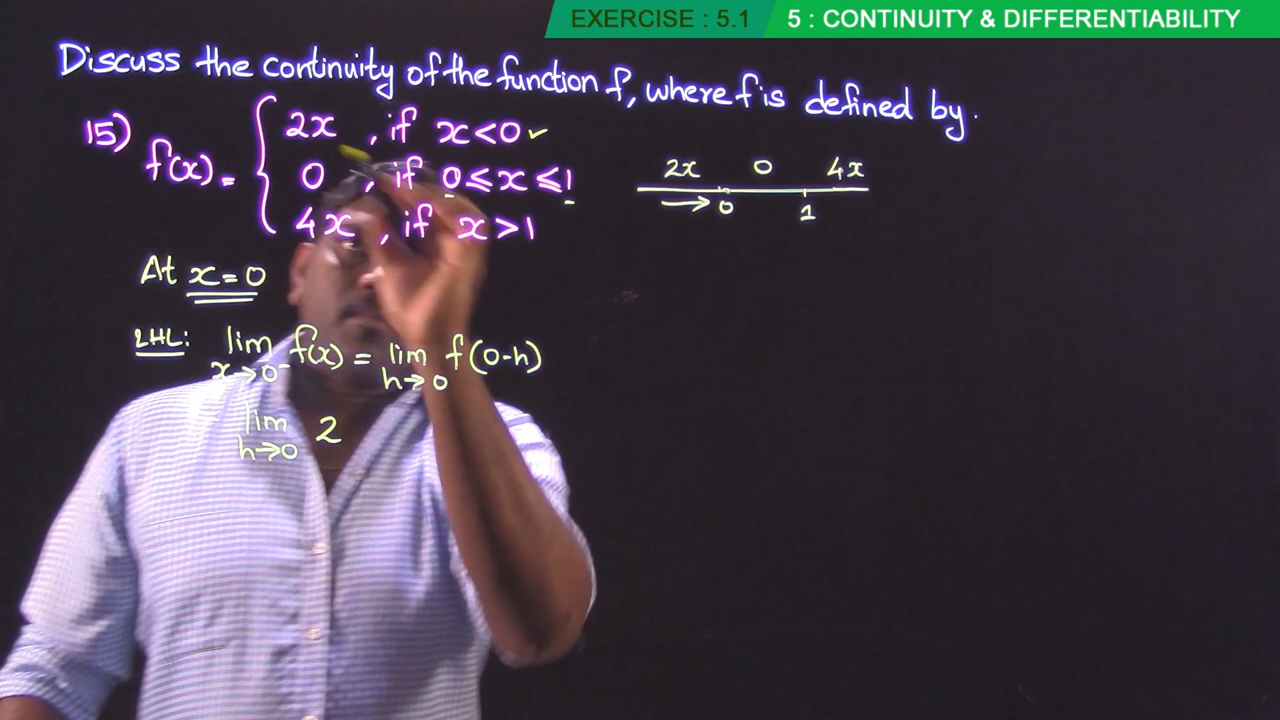 EXERCISE : 5.1
5 : CONTINUITY & DIFFERENTIABILITY
Discuss the continuity of the function f, where f is defined by.
15) f(x) = { 2x , if x<0 ✓
0 , if 0≤x≤1
4x , if x>1
2x 0 4x
→ 0 1
At x=0
LHL: lim x→0⁻ f(x) = lim h→0 f(0-h)
lim h→0 2